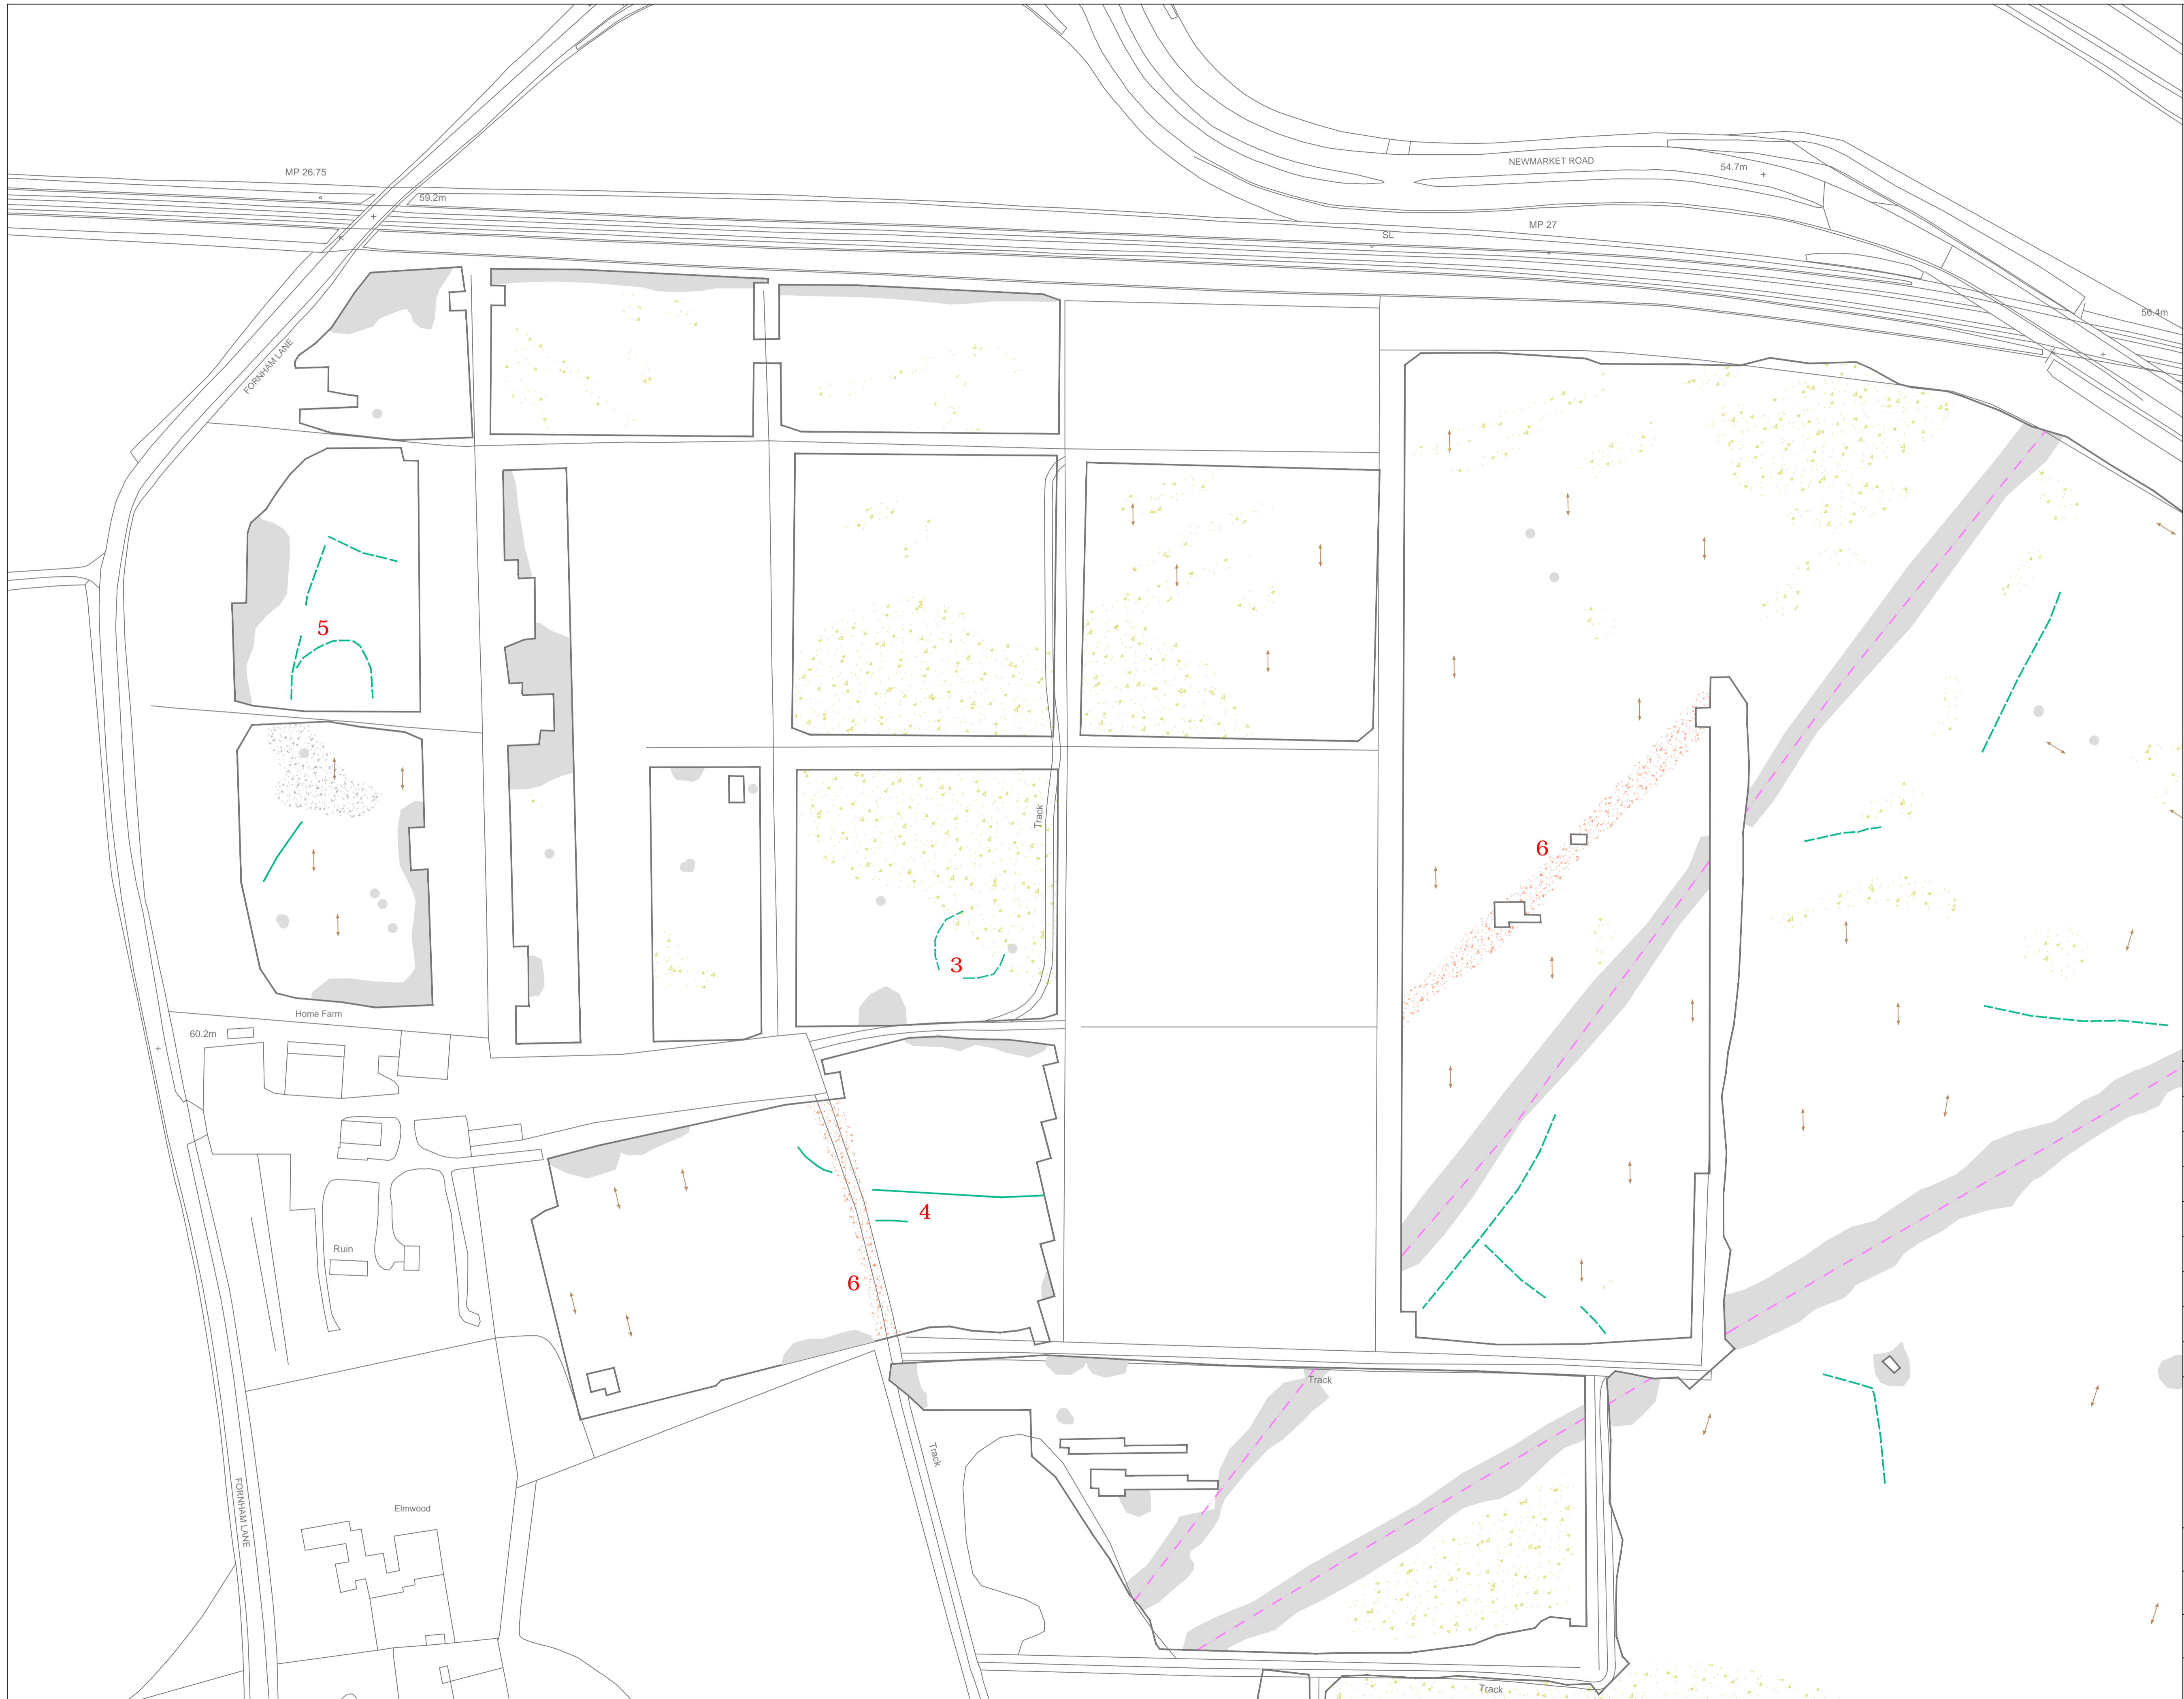 NEWMARKET ROAD
54.7m
MP 26.75
59.2m
MP 27
SL
56.4m
FORNHAM LANE
5
Track
6
3
Home Farm
60.2m
4
Ruin
6
Track
Track
FORNHAM LANE
Elmwood
Track